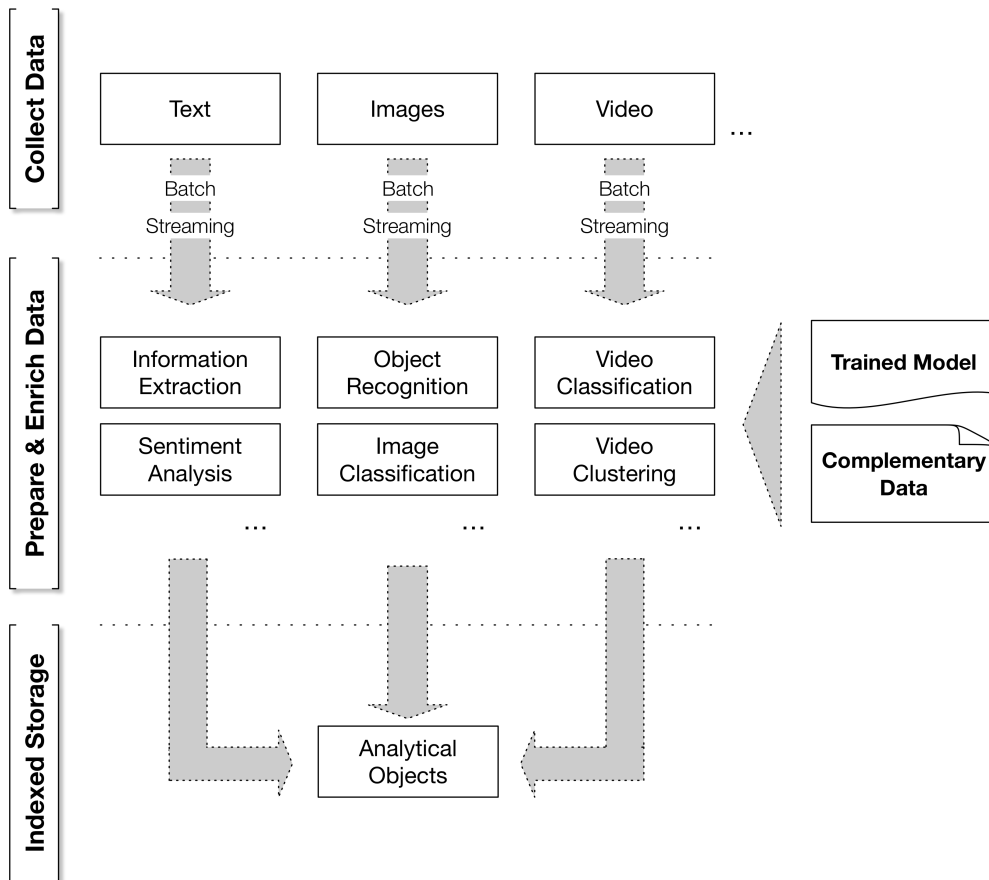 Collect Data
Text
Images
Video
...
Batch
Batch
Batch
Streaming
Streaming
Streaming
Prepare & Enrich Data
Information
Extraction
Object
Recognition
Video
Classification
Trained Model
Sentiment
Analysis
Image
Classification
Video
Clustering
Complementary
Data
...
...
...
Indexed Storage
Analytical
Objects